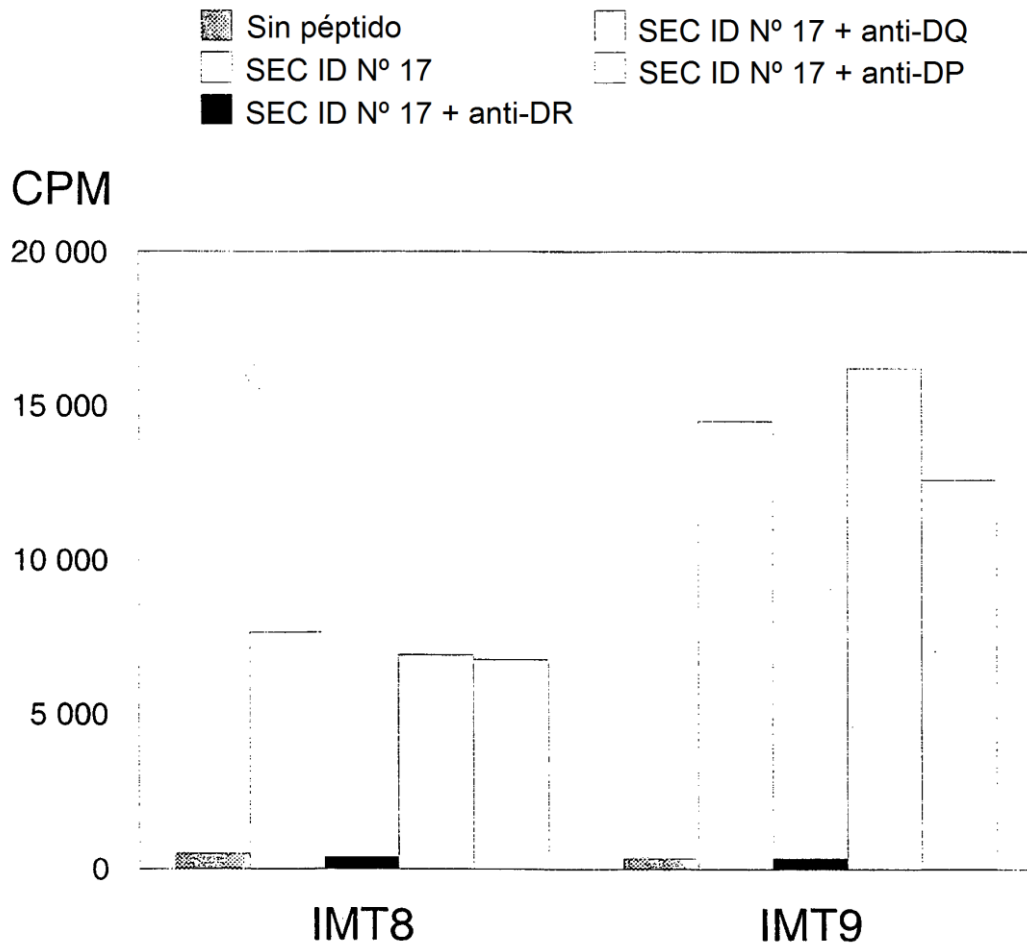 Sin péptido
SEC ID Nº 17
SEC ID Nº 17 + anti-DR
SEC ID Nº 17 + anti-DQ
SEC ID Nº 17 + anti-DP
CPM
20 000
15 000
10 000
5 000
0
IMT8
IMT9